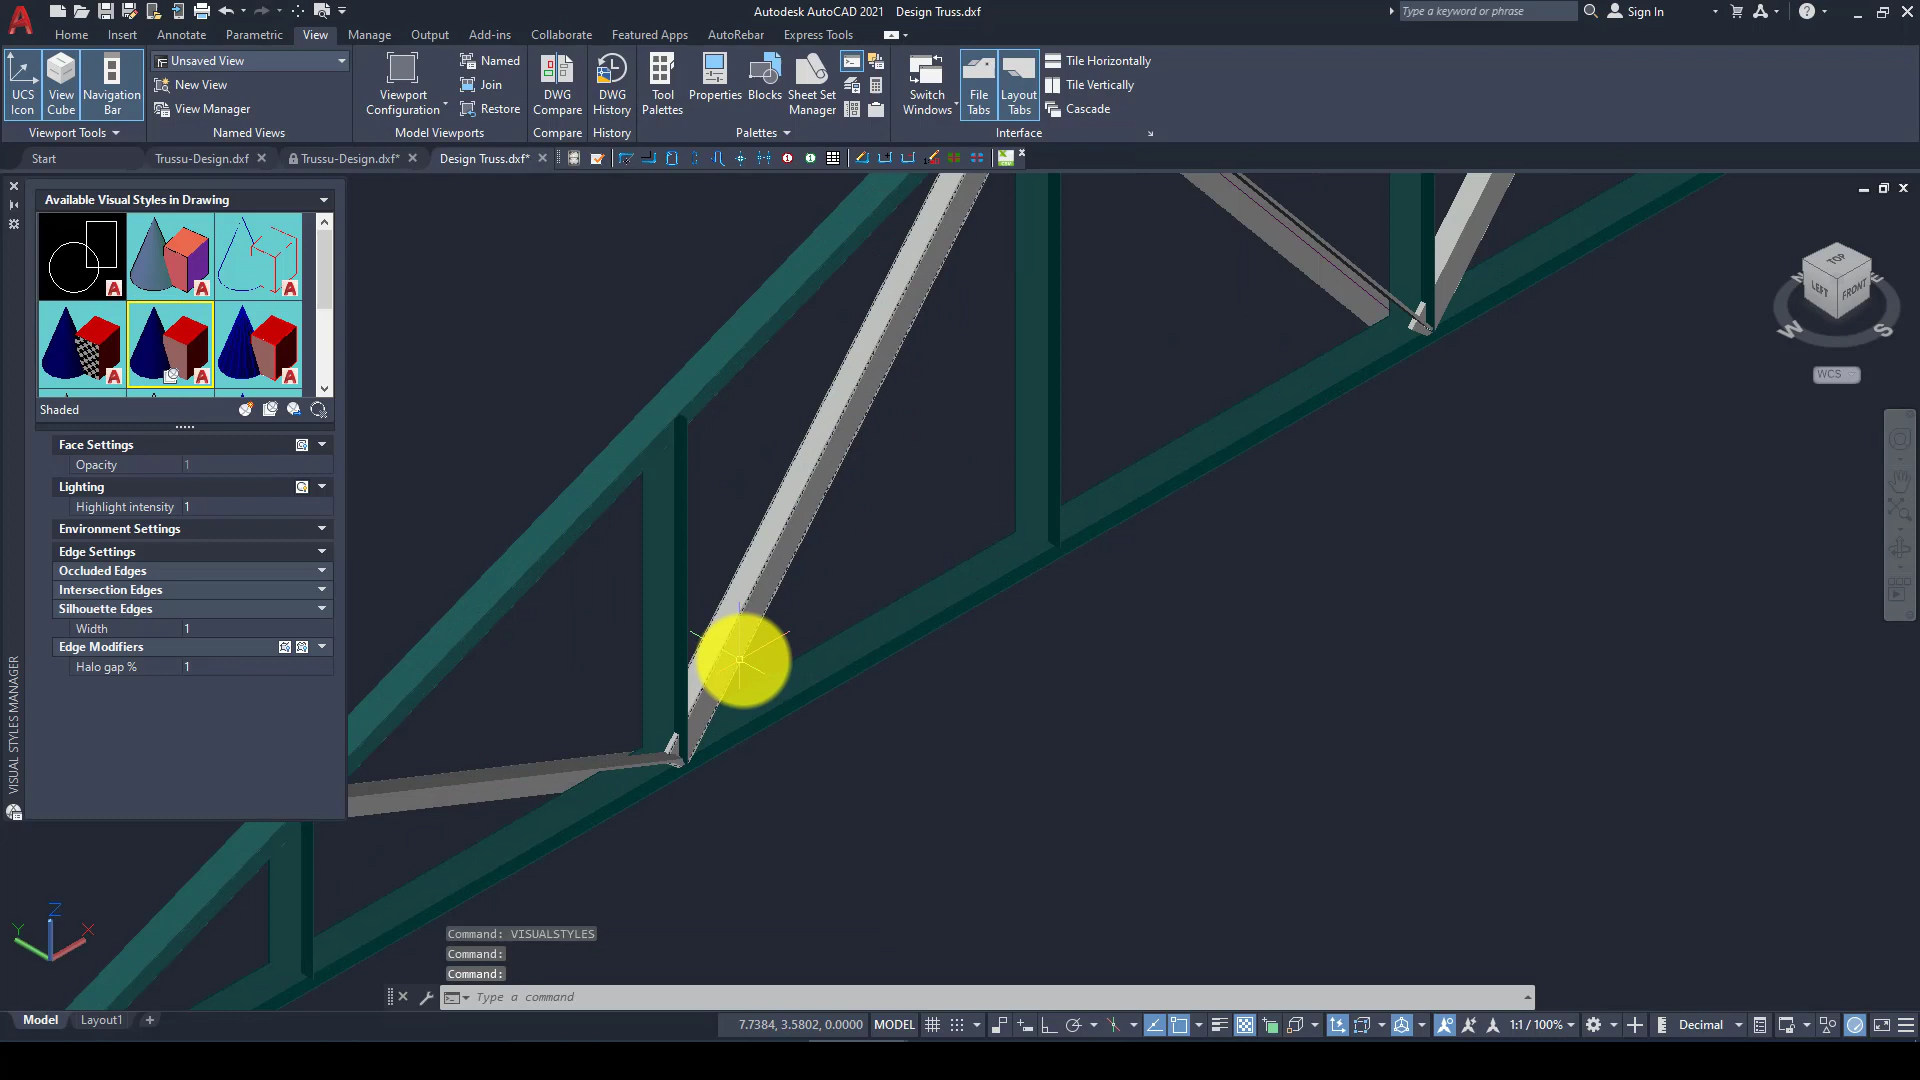 Autodesk AutoCAD 2021 Design Truss.dxf
Type a keyword or phrase
Sign In
Home Insert Annotate Parametric View Manage Output Add-ins Collaborate Featured Apps AutoRebar Express Tools
UCS Icon
View Cube
Navigation Bar
Viewport Tools
Unsaved View
New View
View Manager
Named Views
Viewport Configuration
Named
Join
Restore
Model Viewports
DWG Compare
Compare
DWG History
History
Tool Palettes
Properties
Blocks
Sheet Set Manager
Palettes
Switch Windows
File Tabs
Layout Tabs
Tile Horizontally
Tile Vertically
Cascade
Interface
Start
Trussu-Design.dxf
Trussu-Design.dxf*
Design Truss.dxf*
Available Visual Styles in Drawing
Shaded
Face Settings
Opacity 1
Lighting
Highlight intensity 1
Environment Settings
Edge Settings
Occluded Edges
Intersection Edges
Silhouette Edges
Width 1
Edge Modifiers
Halo gap % 1
VISUAL STYLES MANAGER
TOP
LEFT
FRONT
N
E
W
S
WCS
Z
Y
X
Command: VISUALSTYLES
Command:
Command:
Type a command
Model
Layout1
7.7384, 3.5802, 0.0000
MODEL
1:1 / 100%
Decimal